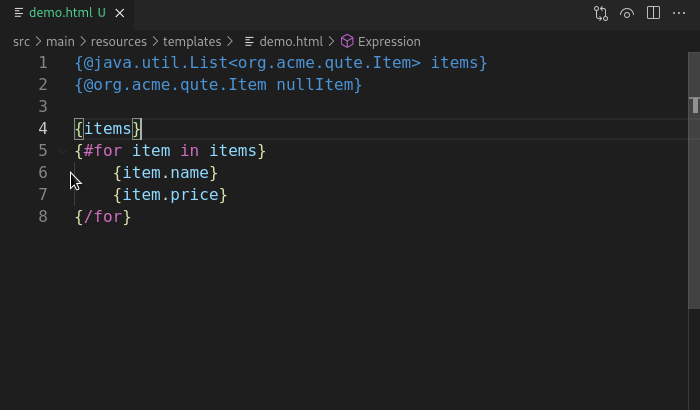 demo.html U
src > main > resources > templates > demo.html > Expression
1 {@java.util.List<org.acme.qute.Item> items}
2 {@org.acme.qute.Item nullItem}
3
4 {items}
5 {#for item in items}
6     {item.name}
7     {item.price}
8 {/for}